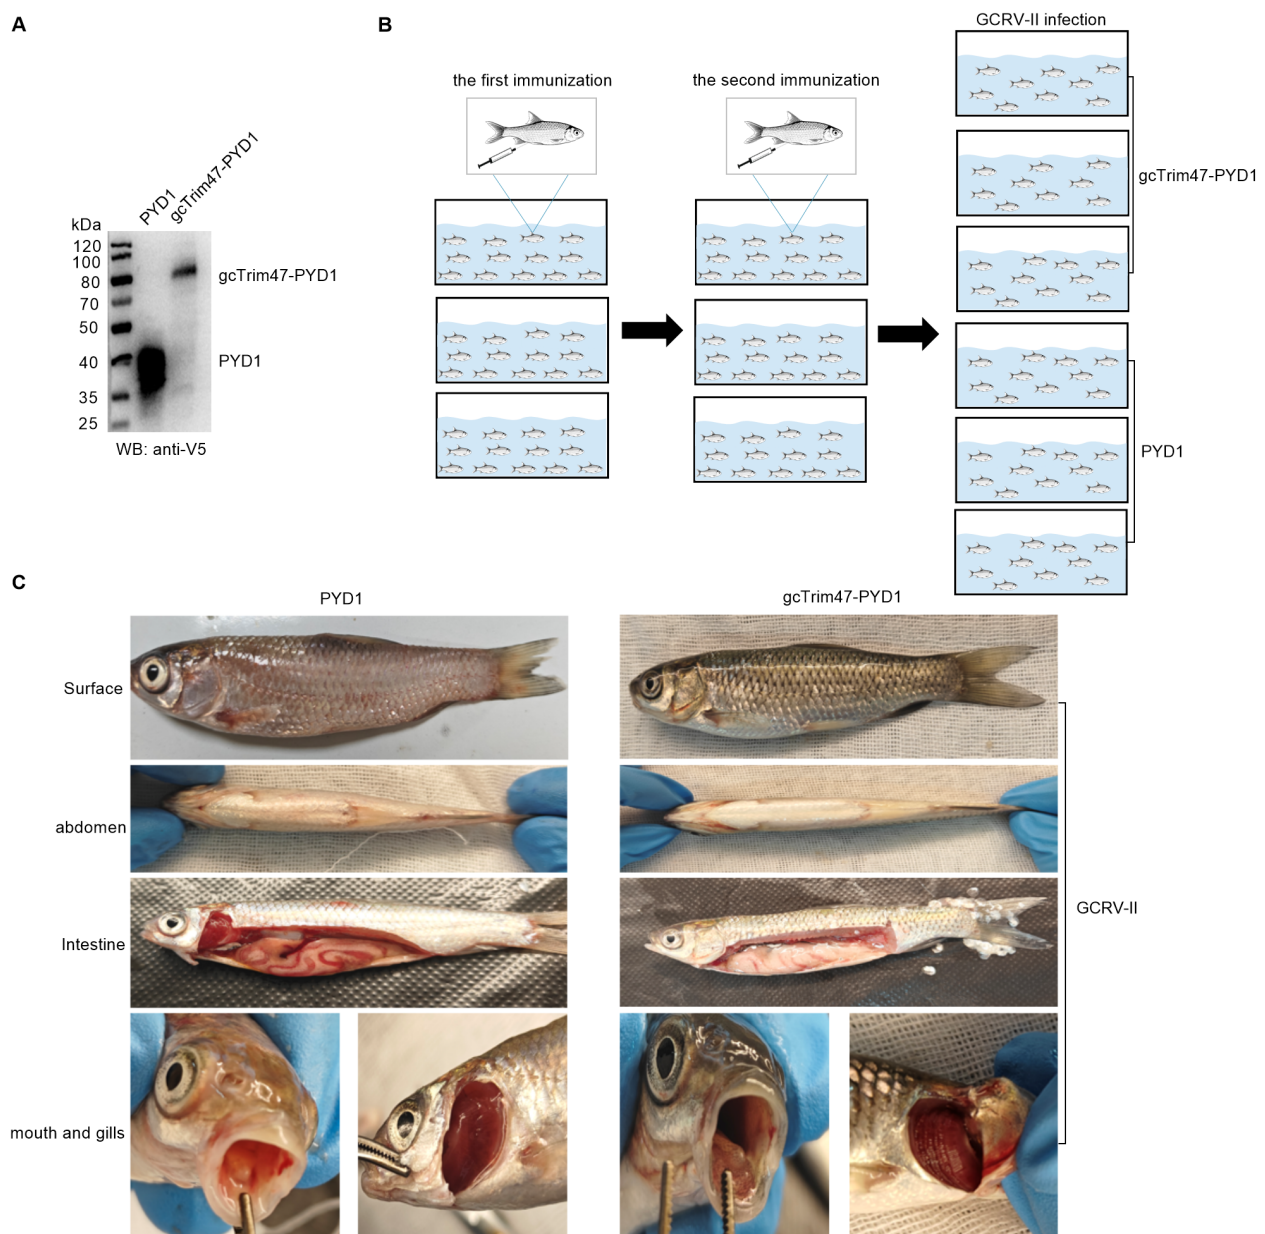 A
kDa
PYD1
gcTrim47-PYD1
120
100
80
70
50
40
35
25
gcTrim47-PYD1
PYD1
WB: anti-V5
B
the first immunization
the second immunization
GCRV-II infection
gcTrim47-PYD1
PYD1
C
PYD1
gcTrim47-PYD1
Surface
abdomen
Intestine
mouth and gills
GCRV-II